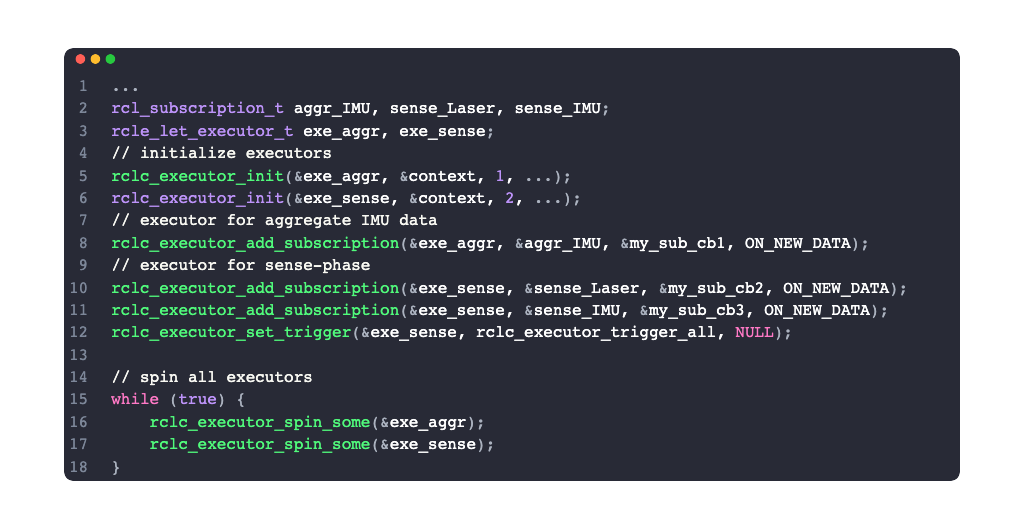 1 ...
2 rcl_subscription_t aggr_IMU, sense_Laser, sense_IMU;
3 rcle_let_executor_t exe_aggr, exe_sense;
4 // initialize executors
5 rclc_executor_init(&exe_aggr, &context, 1, ...);
6 rclc_executor_init(&exe_sense, &context, 2, ...);
7 // executor for aggregate IMU data
8 rclc_executor_add_subscription(&exe_aggr, &aggr_IMU, &my_sub_cb1, ON_NEW_DATA);
9 // executor for sense-phase
10 rclc_executor_add_subscription(&exe_sense, &sense_Laser, &my_sub_cb2, ON_NEW_DATA);
11 rclc_executor_add_subscription(&exe_sense, &sense_IMU, &my_sub_cb3, ON_NEW_DATA);
12 rclc_executor_set_trigger(&exe_sense, rclc_executor_trigger_all, NULL);
13
14 // spin all executors
15 while (true) {
16     rclc_executor_spin_some(&exe_aggr);
17     rclc_executor_spin_some(&exe_sense);
18 }